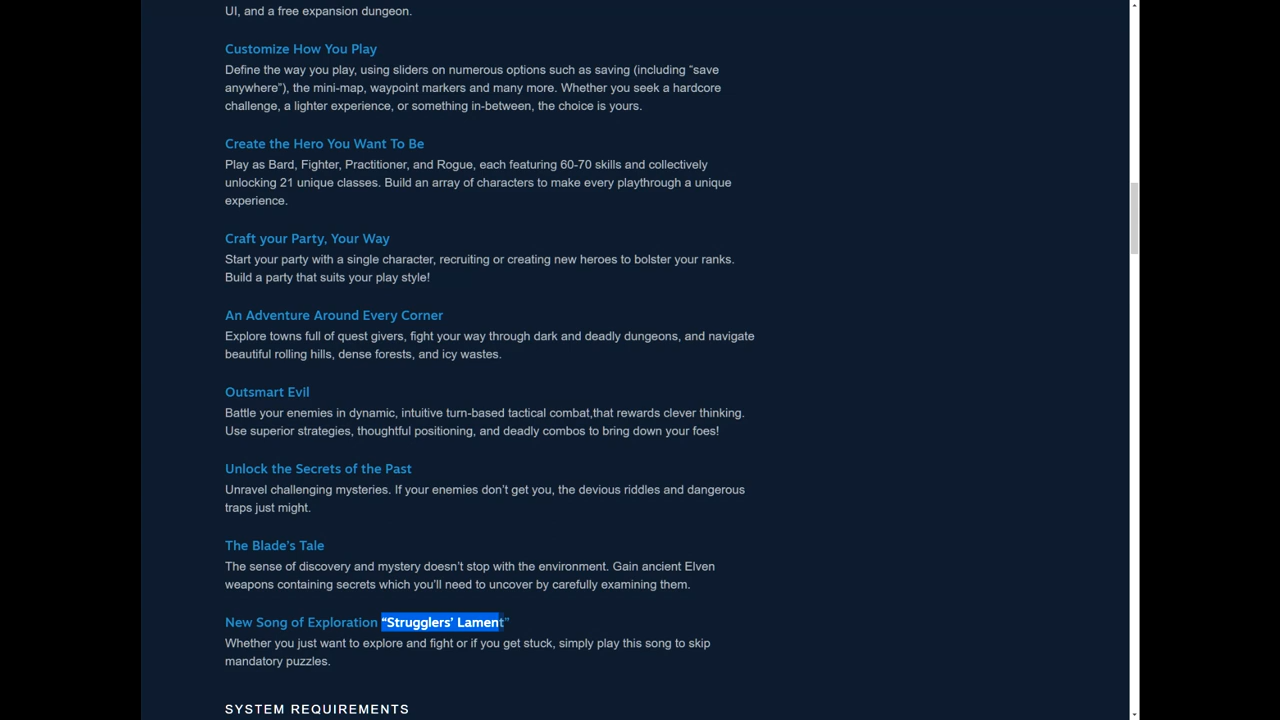 UI, and a free expansion dungeon.
Customize How You Play
Define the way you play, using sliders on numerous options such as saving (including “save
anywhere”), the mini-map, waypoint markers and many more. Whether you seek a hardcore
challenge, a lighter experience, or something in-between, the choice is yours.
Create the Hero You Want To Be
Play as Bard, Fighter, Practitioner, and Rogue, each featuring 60-70 skills and collectively
unlocking 21 unique classes. Build an array of characters to make every playthrough a unique
experience.
Craft your Party, Your Way
Start your party with a single character, recruiting or creating new heroes to bolster your ranks.
Build a party that suits your play style!
An Adventure Around Every Corner
Explore towns full of quest givers, fight your way through dark and deadly dungeons, and navigate
beautiful rolling hills, dense forests, and icy wastes.
Outsmart Evil
Battle your enemies in dynamic, intuitive turn-based tactical combat,that rewards clever thinking.
Use superior strategies, thoughtful positioning, and deadly combos to bring down your foes!
Unlock the Secrets of the Past
Unravel challenging mysteries. If your enemies don’t get you, the devious riddles and dangerous
traps just might.
The Blade’s Tale
The sense of discovery and mystery doesn’t stop with the environment. Gain ancient Elven
weapons containing secrets which you’ll need to uncover by carefully examining them.
New Song of Exploration “Strugglers’ Lament”
Whether you just want to explore and fight or if you get stuck, simply play this song to skip
mandatory puzzles.
SYSTEM REQUIREMENTS